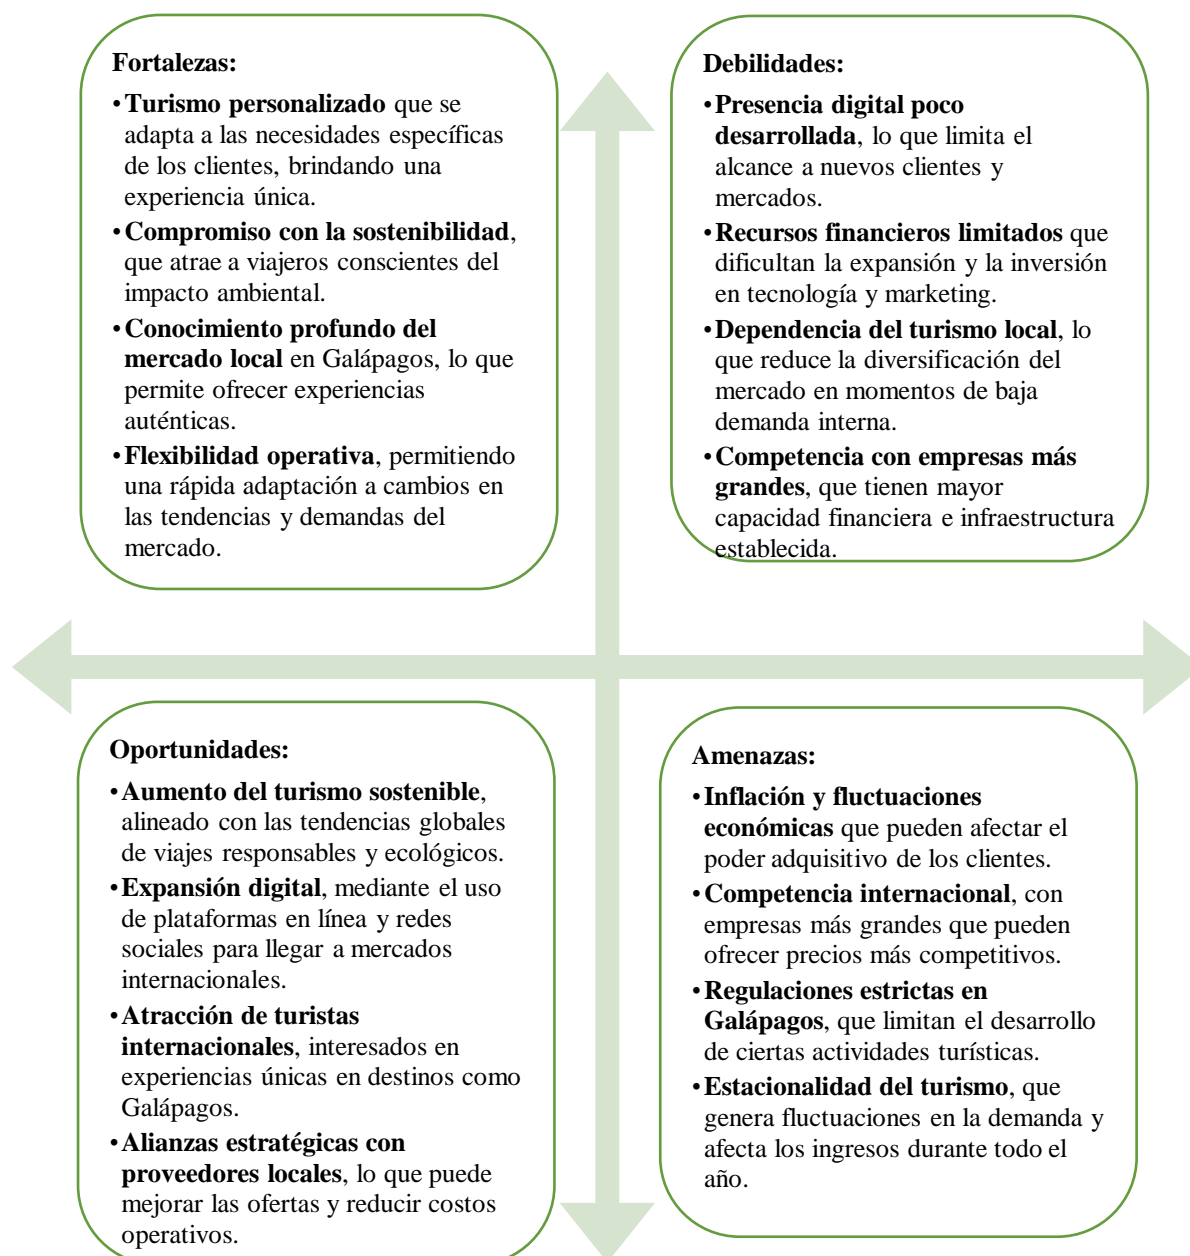 Fortalezas:
•Turismo personalizado que se
adapta a las necesidades específicas
de los clientes, brindando una
experiencia única.
•Compromiso con la sostenibilidad,
que atrae a viajeros conscientes del
impacto ambiental.
•Conocimiento profundo del
mercado local en Galápagos, lo que
permite ofrecer experiencias
auténticas.
•Flexibilidad operativa, permitiendo
una rápida adaptación a cambios en
las tendencias y demandas del
mercado.
Debilidades:
•Presencia digital poco
desarrollada, lo que limita el
alcance a nuevos clientes y
mercados.
•Recursos financieros limitados que
dificultan la expansión y la inversión
en tecnología y marketing.
•Dependencia del turismo local, lo
que reduce la diversificación del
mercado en momentos de baja
demanda interna.
•Competencia con empresas más
grandes, que tienen mayor
capacidad financiera e infraestructura
establecida.
Oportunidades:
•Aumento del turismo sostenible,
alineado con las tendencias globales
de viajes responsables y ecológicos.
•Expansión digital, mediante el uso
de plataformas en línea y redes
sociales para llegar a mercados
internacionales.
•Atracción de turistas
internacionales, interesados en
experiencias únicas en destinos como
Galápagos.
•Alianzas estratégicas con
proveedores locales, lo que puede
mejorar las ofertas y reducir costos
operativos.
Amenazas:
•Inflación y fluctuaciones
económicas que pueden afectar el
poder adquisitivo de los clientes.
•Competencia internacional, con
empresas más grandes que pueden
ofrecer precios más competitivos.
•Regulaciones estrictas en
Galápagos, que limitan el desarrollo
de ciertas actividades turísticas.
•Estacionalidad del turismo, que
genera fluctuaciones en la demanda y
afecta los ingresos durante todo el
año.